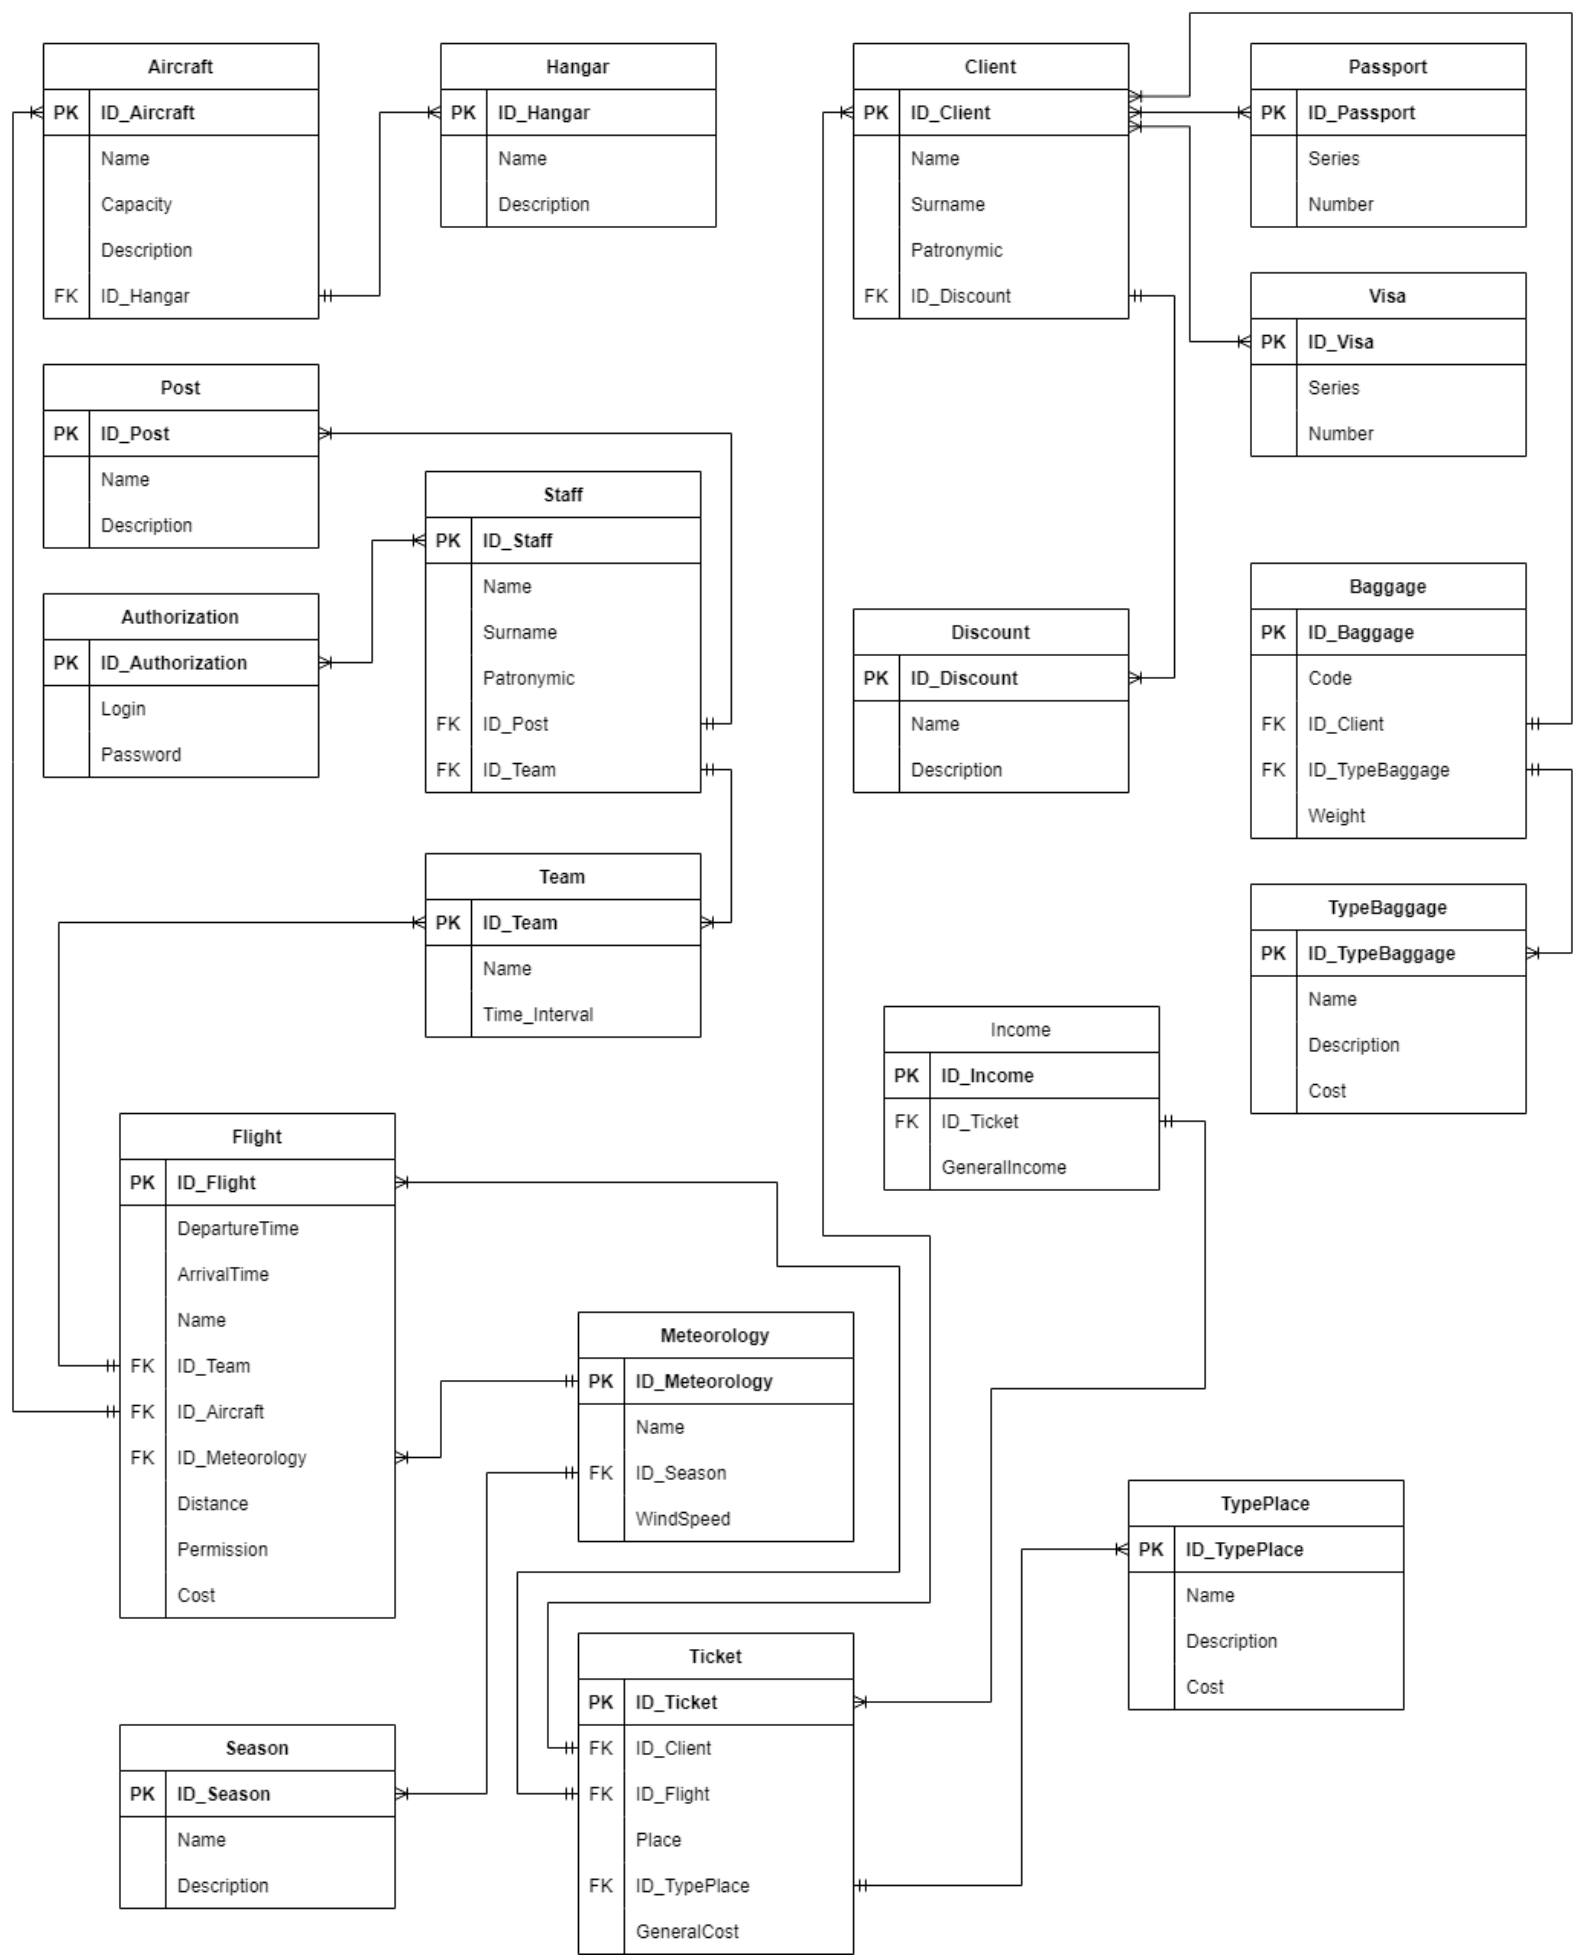 Aircraft
PK ID_Aircraft
Name
Capacity
Description
FK ID_Hangar
Hangar
PK ID_Hangar
Name
Description
Client
PK ID_Client
Name
Surname
Patronymic
FK ID_Discount
Passport
PK ID_Passport
Series
Number
Visa
PK ID_Visa
Series
Number
Post
PK ID_Post
Name
Description
Staff
PK ID_Staff
Name
Surname
Patronymic
FK ID_Post
FK ID_Team
Authorization
PK ID_Authorization
Login
Password
Discount
PK ID_Discount
Name
Description
Baggage
PK ID_Baggage
Code
FK ID_Client
FK ID_TypeBaggage
Weight
Team
PK ID_Team
Name
Time_Interval
TypeBaggage
PK ID_TypeBaggage
Name
Description
Cost
Income
PK ID_Income
FK ID_Ticket
GeneralIncome
Flight
PK ID_Flight
DepartureTime
ArrivalTime
Name
FK ID_Team
FK ID_Aircraft
FK ID_Meteorology
Distance
Permission
Cost
Meteorology
PK ID_Meteorology
Name
FK ID_Season
WindSpeed
TypePlace
PK ID_TypePlace
Name
Description
Cost
Ticket
PK ID_Ticket
FK ID_Client
FK ID_Flight
Place
FK ID_TypePlace
GeneralCost
Season
PK ID_Season
Name
Description